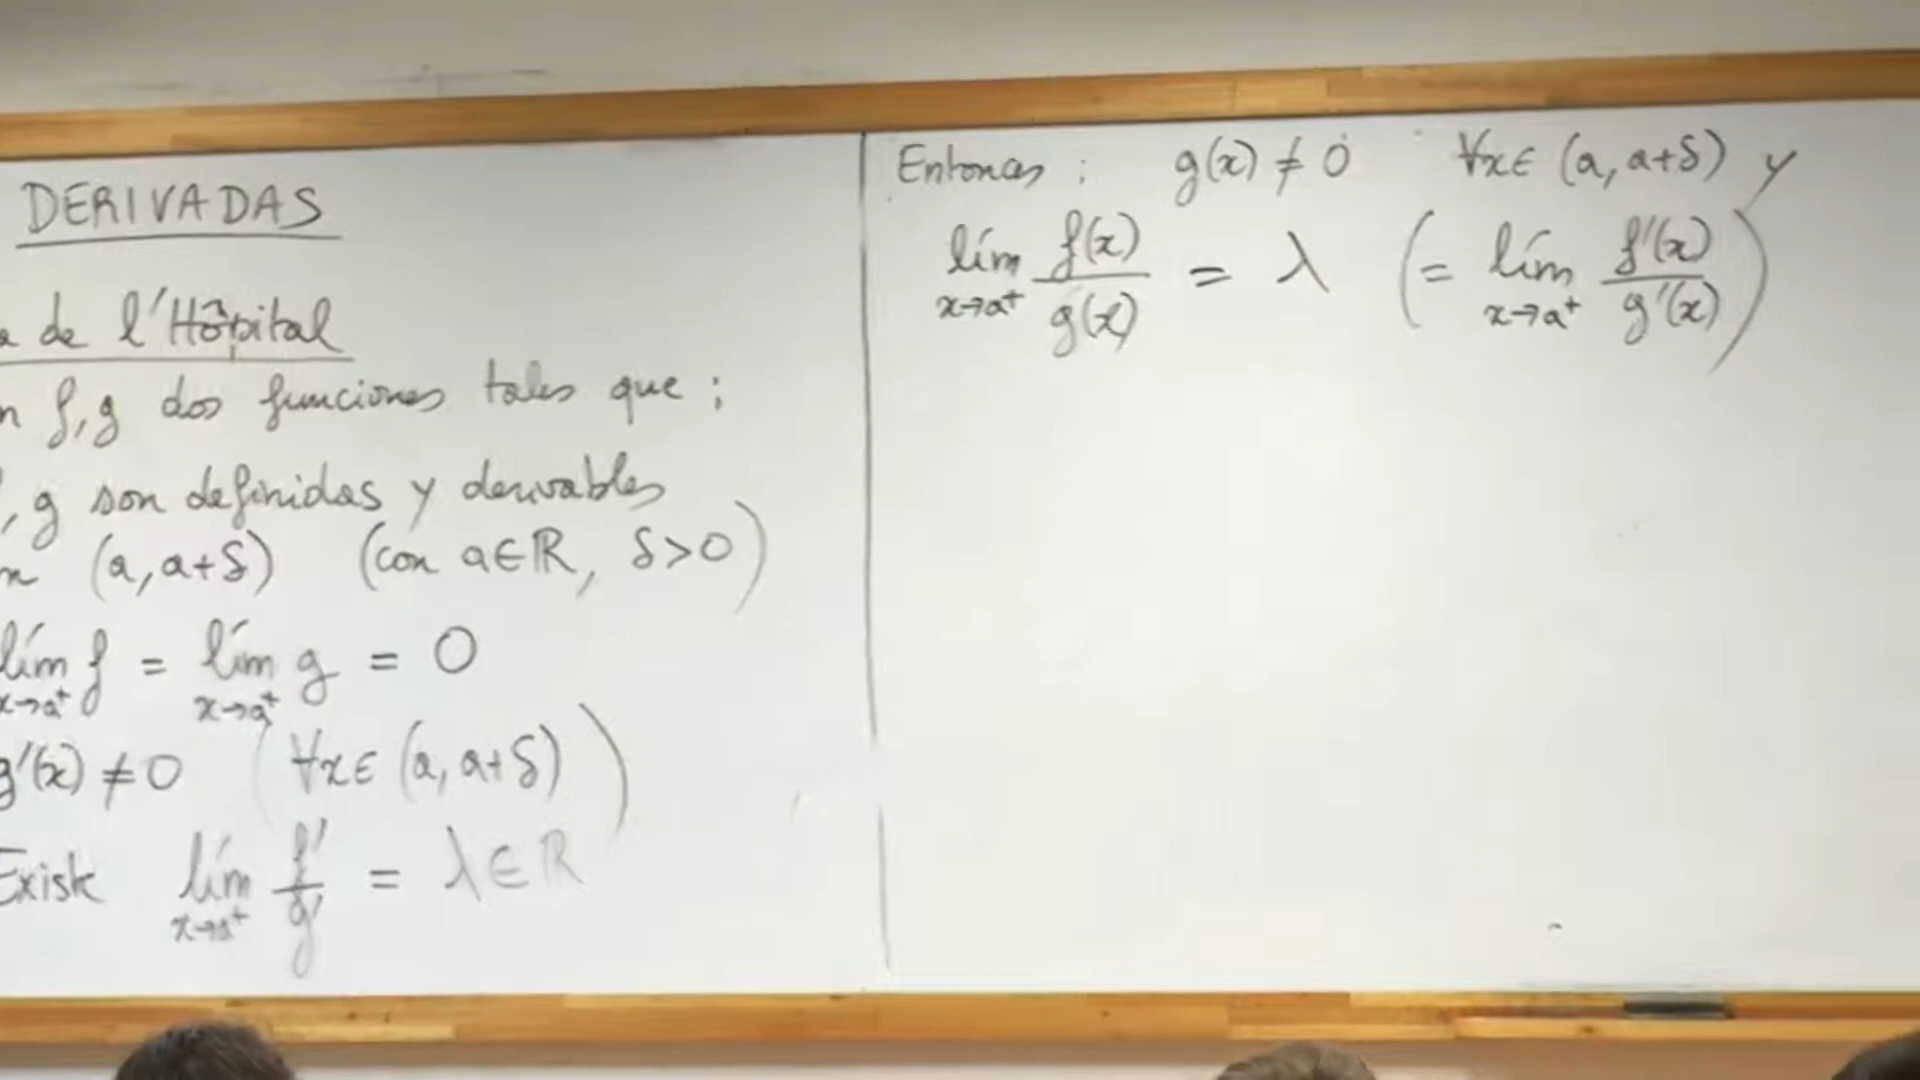 DERIVADAS
a de l'Hôpital
n f,g dos funciones tales que :
, g son definidas y derivables
n (a, a+δ) (con a∈ℝ, δ>0)
lím f = lím g = 0
x→a⁺ x→a⁺
g'(x) ≠ 0 (∀x∈ (a, a+δ))
Existe lím f'/g' = λ∈ℝ
x→a⁺
Entonces : g(x) ≠ 0 ∀x∈ (a, a+δ) y
lím f(x)/g(x) = λ (= lím f'(x)/g'(x))
x→a⁺ x→a⁺